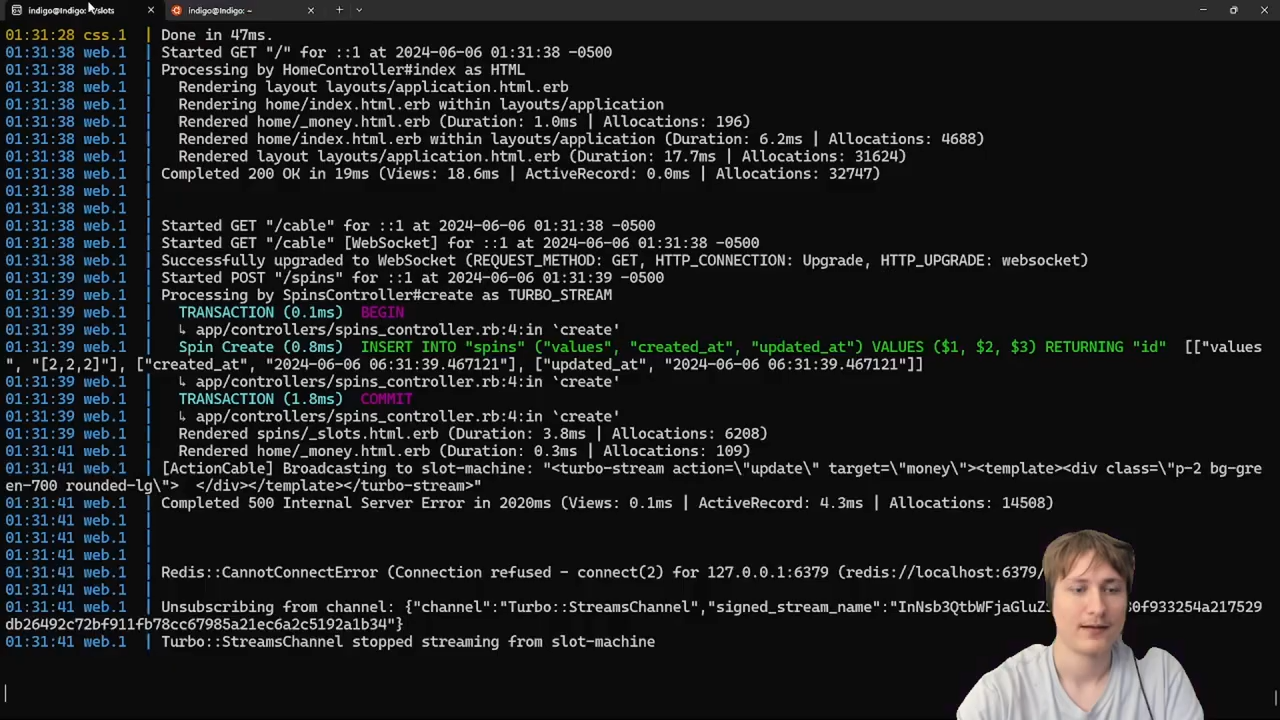 indigo@Indigo: ~/slots
indigo@Indigo: ~
01:31:28 css.1 | Done in 47ms.
01:31:38 web.1 | Started GET "/" for ::1 at 2024-06-06 01:31:38 -0500
01:31:38 web.1 | Processing by HomeController#index as HTML
01:31:38 web.1 | Rendering layout layouts/application.html.erb
01:31:38 web.1 | Rendering home/index.html.erb within layouts/application
01:31:38 web.1 | Rendered home/_money.html.erb (Duration: 1.0ms | Allocations: 196)
01:31:38 web.1 | Rendered home/index.html.erb within layouts/application (Duration: 6.2ms | Allocations: 4688)
01:31:38 web.1 | Rendered layout layouts/application.html.erb (Duration: 17.7ms | Allocations: 31624)
01:31:38 web.1 | Completed 200 OK in 19ms (Views: 18.6ms | ActiveRecord: 0.0ms | Allocations: 32747)
01:31:38 web.1 |
01:31:38 web.1 |
01:31:38 web.1 | Started GET "/cable" for ::1 at 2024-06-06 01:31:38 -0500
01:31:38 web.1 | Started GET "/cable" [WebSocket] for ::1 at 2024-06-06 01:31:38 -0500
01:31:38 web.1 | Successfully upgraded to WebSocket (REQUEST_METHOD: GET, HTTP_CONNECTION: Upgrade, HTTP_UPGRADE: websocket)
01:31:39 web.1 | Started POST "/spins" for ::1 at 2024-06-06 01:31:39 -0500
01:31:39 web.1 | Processing by SpinsController#create as TURBO_STREAM
01:31:39 web.1 | TRANSACTION (0.1ms) BEGIN
01:31:39 web.1 | ↳ app/controllers/spins_controller.rb:4:in `create'
01:31:39 web.1 | Spin Create (0.8ms) INSERT INTO "spins" ("values", "created_at", "updated_at") VALUES ($1, $2, $3) RETURNING "id" [["values
", "[2,2,2]"], ["created_at", "2024-06-06 06:31:39.467121"], ["updated_at", "2024-06-06 06:31:39.467121"]]
01:31:39 web.1 | ↳ app/controllers/spins_controller.rb:4:in `create'
01:31:39 web.1 | TRANSACTION (1.8ms) COMMIT
01:31:39 web.1 | ↳ app/controllers/spins_controller.rb:4:in `create'
01:31:39 web.1 | Rendered spins/_slots.html.erb (Duration: 3.8ms | Allocations: 6208)
01:31:41 web.1 | Rendered home/_money.html.erb (Duration: 0.3ms | Allocations: 109)
01:31:41 web.1 | [ActionCable] Broadcasting to slot-machine: "<turbo-stream action=\"update\" target=\"money\"><template><div class=\"p-2 bg-gre
en-700 rounded-lg\">  </div></template></turbo-stream>"
01:31:41 web.1 | Completed 500 Internal Server Error in 2020ms (Views: 0.1ms | ActiveRecord: 4.3ms | Allocations: 14508)
01:31:41 web.1 |
01:31:41 web.1 |
01:31:41 web.1 |
01:31:41 web.1 | Redis::CannotConnectError (Connection refused - connect(2) for 127.0.0.1:6379 (redis://localhost:6379/
01:31:41 web.1 |
01:31:41 web.1 | Unsubscribing from channel: {"channel":"Turbo::StreamsChannel","signed_stream_name":"InNsb3QtbWFjaGluZ 0f933254a217529
db26492c72bf911fb78cc67985a21ec6a2c5192a1b34"}
01:31:41 web.1 | Turbo::StreamsChannel stopped streaming from slot-machine